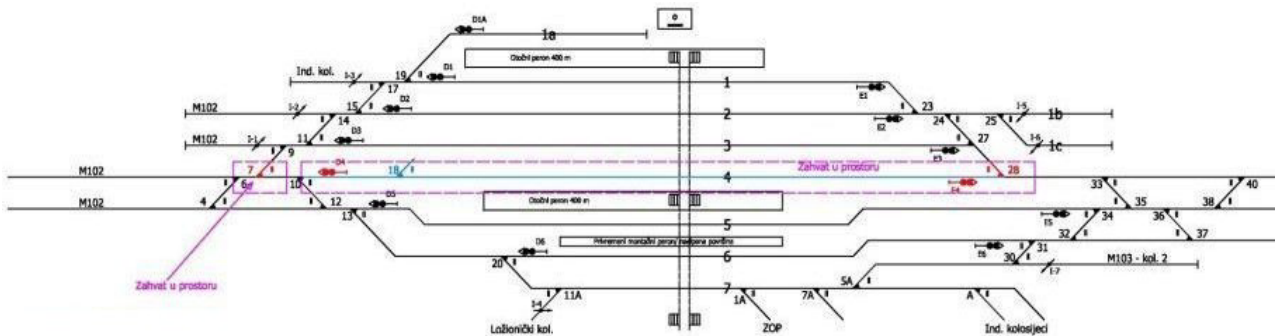 D1A
O
1a
Otočni peron 400 m
Ind. kol.
I-3
19
D1
1
17
E1
M102
I-2
15
D2
2
23
I-5
1b
14
24
25
E2
M102
I-1
11
D3
3
27
I-6
1c
9
E3
Zahvat u prostoru
M102
7
D4
18
4
28
6
10
E4
33
40
M102
4
12
D5
Otočni peron 400 m
35
38
13
5
E5
34
36
Privremeni montažni peron/
32
37
D6
6
E6
31
20
30
M103 - kol. 2
I-7
Zahvat u prostoru
5A
7
11A
1A
7A
A
I-4
Ložionički kol.
ZOP
Ind. kolosijeci